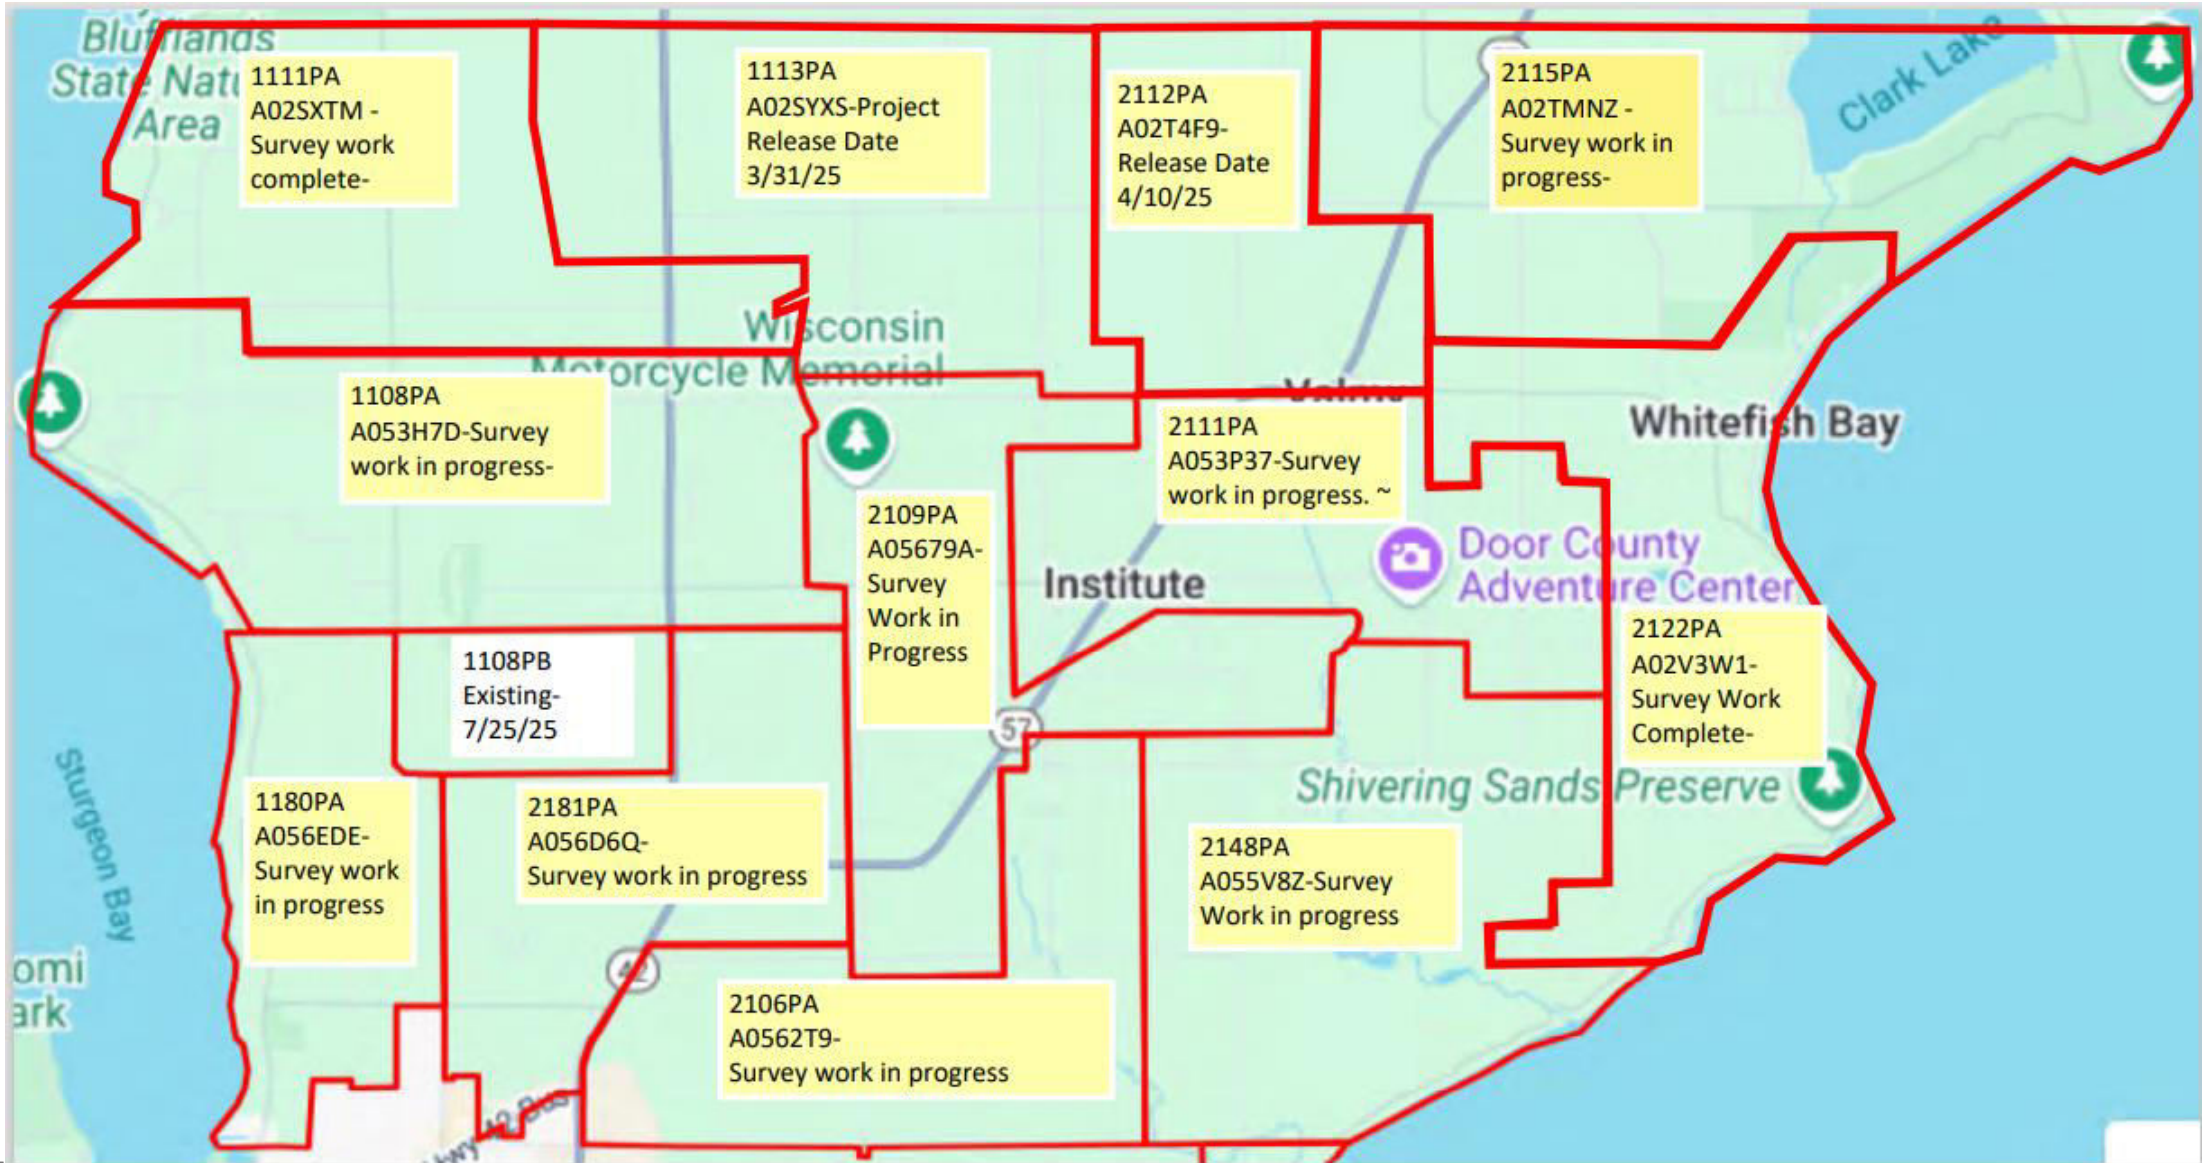 Blufflands
State Natu
Area
1111PA
A02SXTM -
Survey work
complete-
1113PA
A02SYXS-Project
Release Date
3/31/25
2112PA
A02T4F9-
Release Date
4/10/25
2115PA
A02TMNZ -
Survey work in
progress-
Clark Lake
Wisconsin
Motorcycle Memorial
1108PA
A053H7D-Survey
work in progress-
Valmy
2111PA
A053P37-Survey
work in progress. ~
Whitefish Bay
2109PA
A05679A-
Survey
Work in
Progress
Institute
Door County
Adventure Center
2122PA
A02V3W1-
Survey Work
Complete-
1108PB
Existing-
7/25/25
57
Shivering Sands Preserve
Sturgeon Bay
1180PA
A056EDE-
Survey work
in progress
2181PA
A056D6Q-
Survey work in progress
2148PA
A055V8Z-Survey
Work in progress
42
omi
ark
2106PA
A0562T9-
Survey work in progress
Hwy 42 Bus